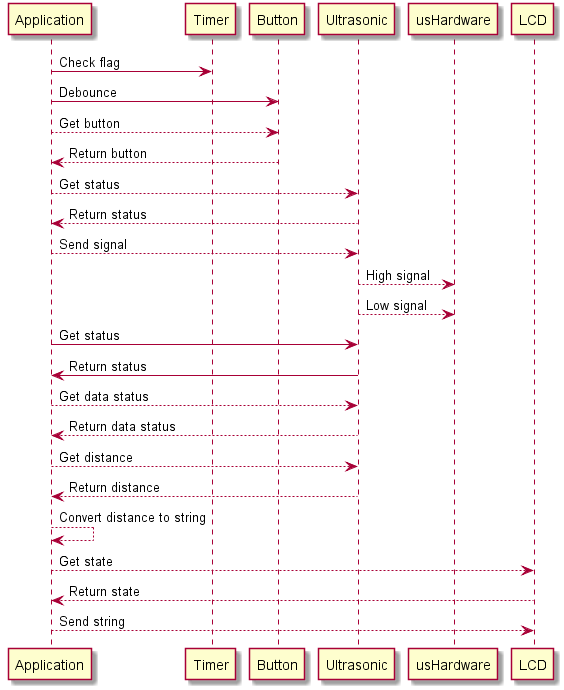 Application Timer Button Ultrasonic usHardware LCD
Check flag
Debounce
Get button
Return button
Get status
Return status
Send signal
High signal
Low signal
Get status
Return status
Get data status
Return data status
Get distance
Return distance
Convert distance to string
Get state
Return state
Send string
Application Timer Button Ultrasonic usHardware LCD